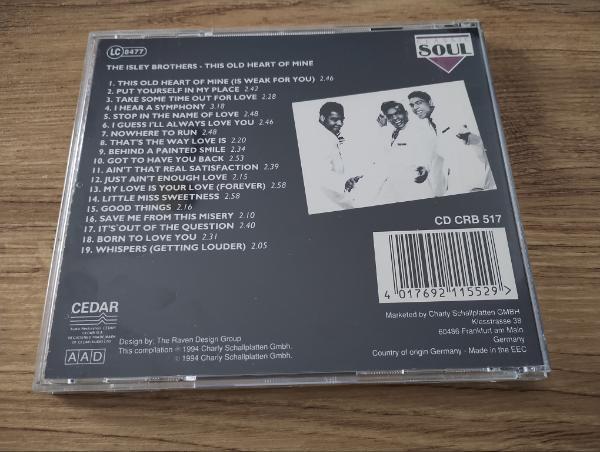 LC 8477
CLASSIC
SOUL
THE ISLEY BROTHERS - THIS OLD HEART OF MINE
1. THIS OLD HEART OF MINE (IS WEAK FOR YOU) 2.46
2. PUT YOURSELF IN MY PLACE 2.42
3. TAKE SOME TIME OUT FOR LOVE 2.28
4. I HEAR A SYMPHONY 3.18
5. STOP IN THE NAME OF LOVE 2.48
6. I GUESS I'LL ALWAYS LOVE YOU 2.46
7. NOWHERE TO RUN 2.48
8. THAT'S THE WAY LOVE IS 2.20
9. BEHIND A PAINTED SMILE 2.34
10. GOT TO HAVE YOU BACK 2.53
11. AIN'T THAT REAL SATISFACTION 2.39
12. JUST AIN'T ENOUGH LOVE 2.15
13. MY LOVE IS YOUR LOVE (FOREVER) 2.58
14. LITTLE MISS SWEETNESS 2.58
15. GOOD THINGS 2.16
16. SAVE ME FROM THIS MISERY 2.10
17. IT'S OUT OF THE QUESTION 2.40
18. BORN TO LOVE YOU 2.31
19. WHISPERS (GETTING LOUDER) 2.05
CD CRB 517
4 017692 115529
CEDAR
AAD
Design by: The Raven Design Group
This compilation ℗ 1994 Charly Schallplatten Gmbh.
© 1994 Charly Schallplatten Gmbh.
Marketed by Charly Schallplatten GMBH
60486 Frankfurt am Main
Germany
Country of origin Germany - Made in the EEC